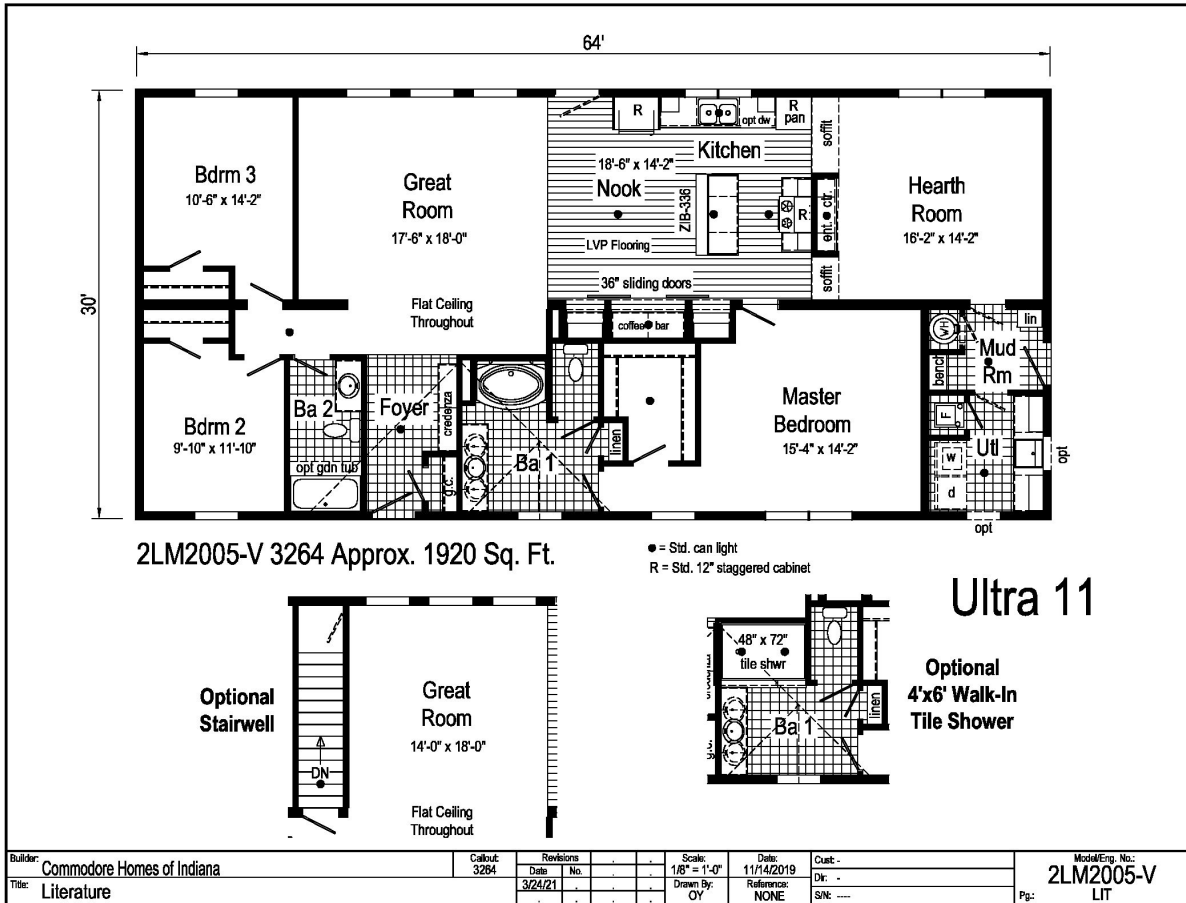 64'
30'
Bdrm 3
10'-6" x 14'-2"
Great
Room
17'-6" x 18'-0"
Flat Ceiling
Throughout
R
opt dw
R
pan
Kitchen
18'-6" x 14'-2"
Nook
ZIB-336
R
LVP Flooring
36" sliding doors
soffit
ent. ctr.
soffit
Hearth
Room
16'-2" x 14'-2"
coffee bar
WH
lin
Mud
Rm
bench
Bdrm 2
9'-10" x 11'-10"
Ba 2
opt gdn tub
Foyer
credenza
g.c.
Ba 1
linen
Master
Bedroom
15'-4" x 14'-2"
F
Utl
w
d
opt
opt
2LM2005-V 3264 Approx. 1920 Sq. Ft.
● = Std. can light
R = Std. 12" staggered cabinet
Ultra 11
Optional
Stairwell
DN
Great
Room
14'-0" x 18'-0"
Flat Ceiling
Throughout
48" x 72"
tile shwr
Ba 1
linen
g.c.
Optional
4'x6' Walk-In
Tile Shower
Builder: Commodore Homes of Indiana
Title: Literature
Callout:
3264
Revisions
Date No.
3/24/21
Scale:
1/8" = 1'-0"
Drawn By:
OY
Date:
11/14/2019
Reference:
NONE
Cust: -
Dlr: -
S/N: ----
Model/Eng. No.:
2LM2005-V
Pg.: LIT